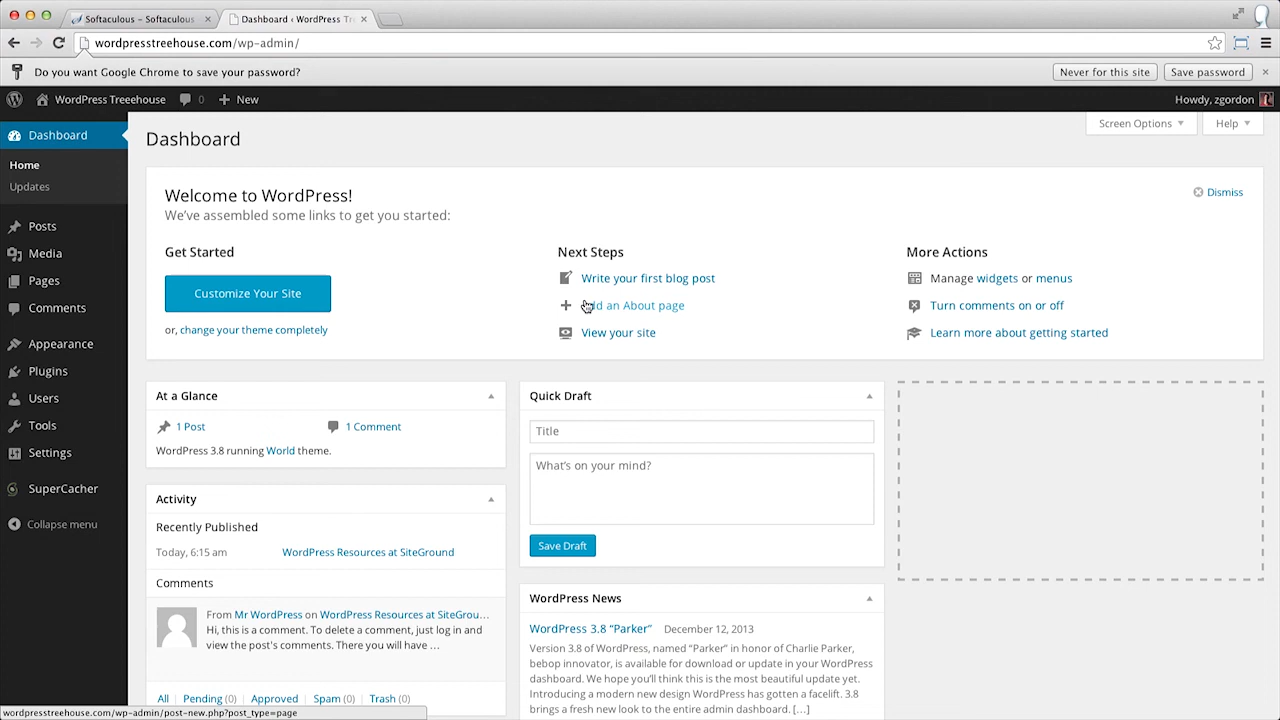 Softaculous - Softaculous
Dashboard ‹ WordPress Tre
wordpresstreehouse.com/wp-admin/
Do you want Google Chrome to save your password?
Never for this site
Save password
WordPress Treeehouse
0
New
Howdy, zgordon
Dashboard
Home
Updates
Posts
Media
Pages
Comments
Appearance
Plugins
Users
Tools
Settings
SuperCacher
Collapse menu
Dashboard
Screen Options
Help
Welcome to WordPress!
We've assembled some links to get you started:
Dismiss
Get Started
Customize Your Site
or, change your theme completely
Next Steps
Write your first blog post
Add an About page
View your site
More Actions
Manage widgets or menus
Turn comments on or off
Learn more about getting started
At a Glance
1 Post
1 Comment
WordPress 3.8 running World theme.
Activity
Recently Published
Today, 6:15 am
WordPress Resources at SiteGround
Comments
From Mr WordPress on WordPress Resources at SiteGrou…
Hi, this is a comment. To delete a comment, just log in and
view the post's comments. There you will have …
All | Pending (0) | Approved | Spam (0) | Trash (0)
Quick Draft
Title
What's on your mind?
Save Draft
WordPress News
WordPress 3.8 “Parker” December 12, 2013
Version 3.8 of WordPress, named “Parker” in honor of Charlie Parker,
bebop innovator, is available for download or update in your WordPress
dashboard. We hope you'll think this is the most beautiful update yet.
Introducing a modern new design WordPress has gotten a facelift. 3.8
brings a fresh new look to the entire admin dashboard. […]
wordpresstreehouse.com/wp-admin/post-new.php?post_type=page